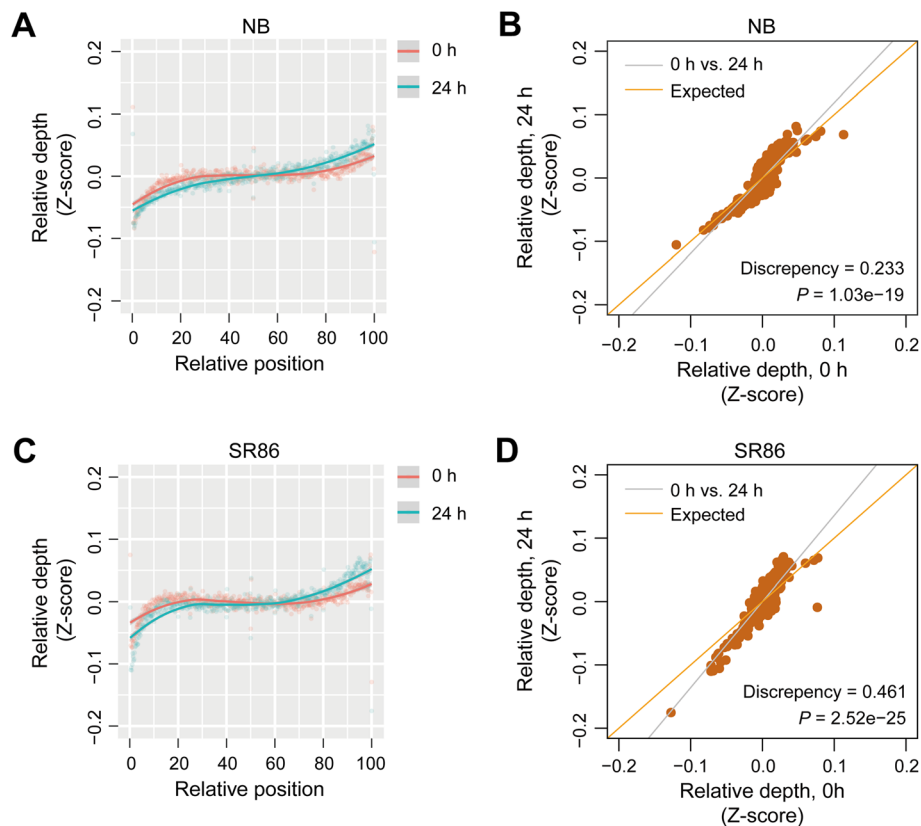 A
NB
0 h
24 h
Relative depth
(Z-score)
0.2
0.1
0.0
−0.1
−0.2
0 20 40 60 80 100
Relative position
B
NB
0 h vs. 24 h
Expected
Relative depth, 24 h
(Z-score)
0.2
0.1
0.0
−0.1
−0.2
Discrepancy = 0.233
P = 1.03e−19
−0.2 −0.1 0.0 0.1 0.2
Relative depth, 0 h
(Z-score)
C
SR86
0 h
24 h
Relative depth
(Z-score)
0.2
0.1
0.0
−0.1
−0.2
0 20 40 60 80 100
Relative position
D
SR86
0 h vs. 24 h
Expected
Relative depth, 24 h
(Z-score)
0.2
0.1
0.0
−0.1
−0.2
Discrepancy = 0.461
P = 2.52e−25
−0.2 −0.1 0.0 0.1 0.2
Relative depth, 0h
(Z-score)